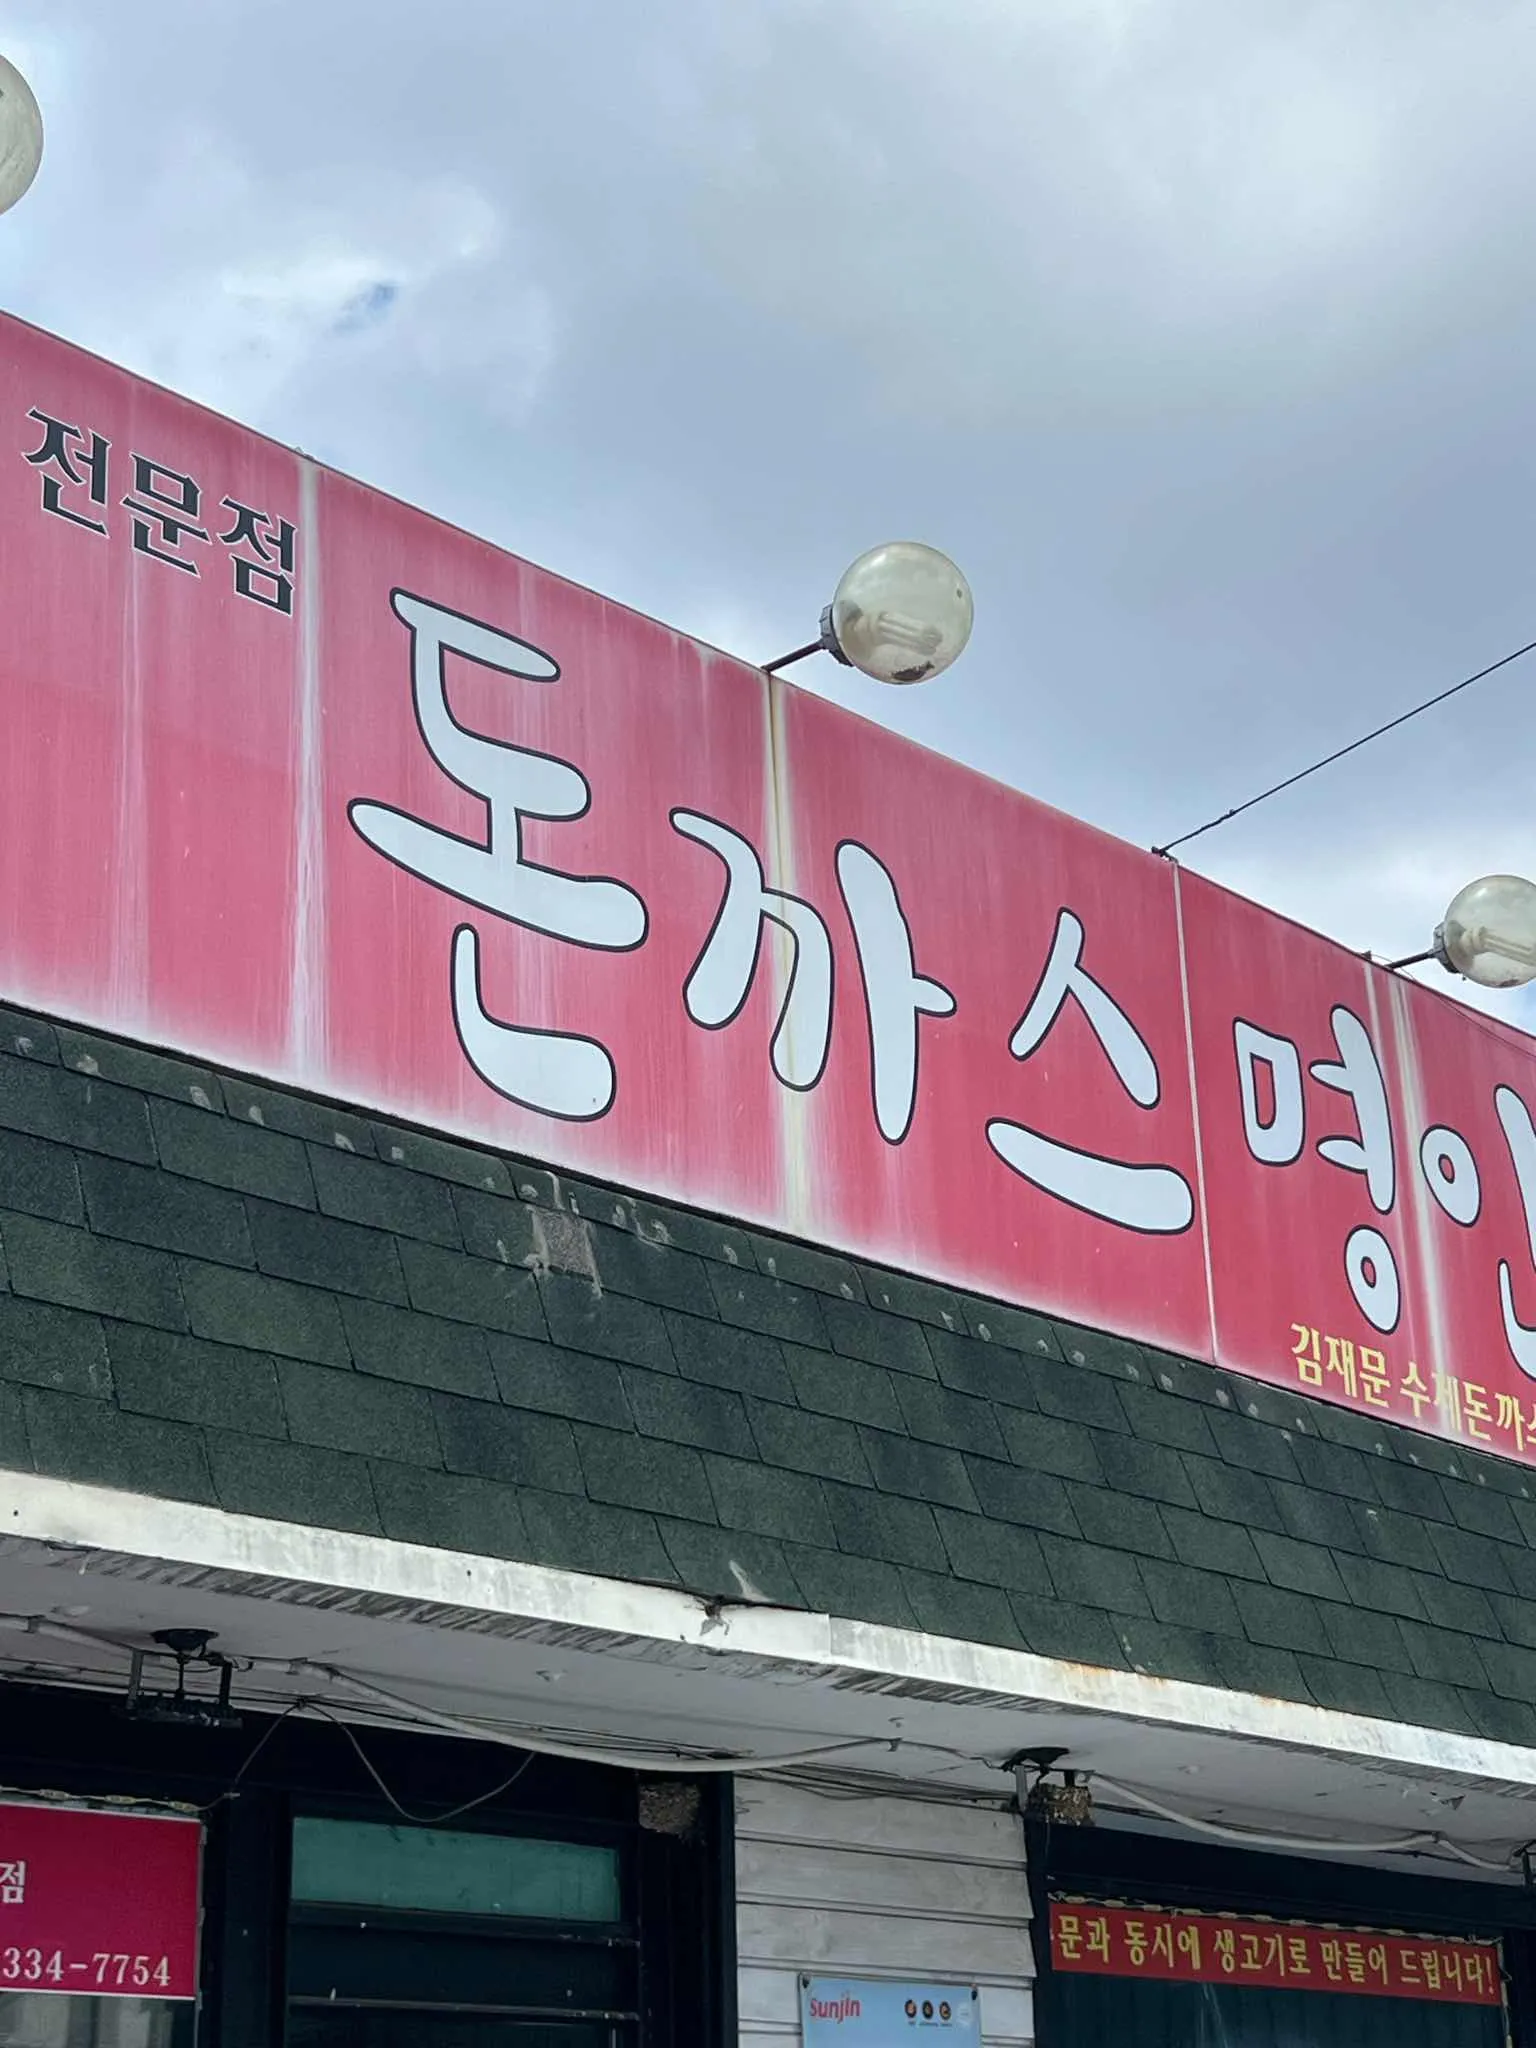 전문점
돈까스명인
김재문 수제돈까스
점
334-7754
문과 동시에 생고기로 만들어 드립니다!
Sunjin